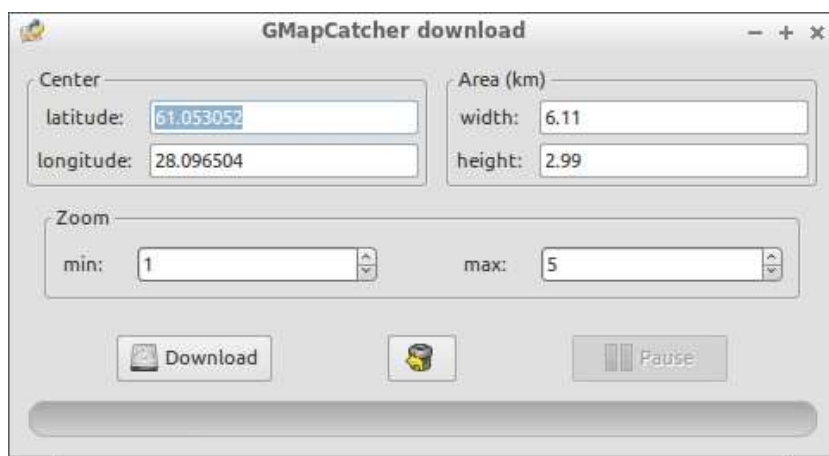 GMapCatcher download
Center
latitude: 61.053052
longitude: 28.096504
Area (km)
width: 6.11
height: 2.99
Zoom
min: 1
max: 5
Download
Pause